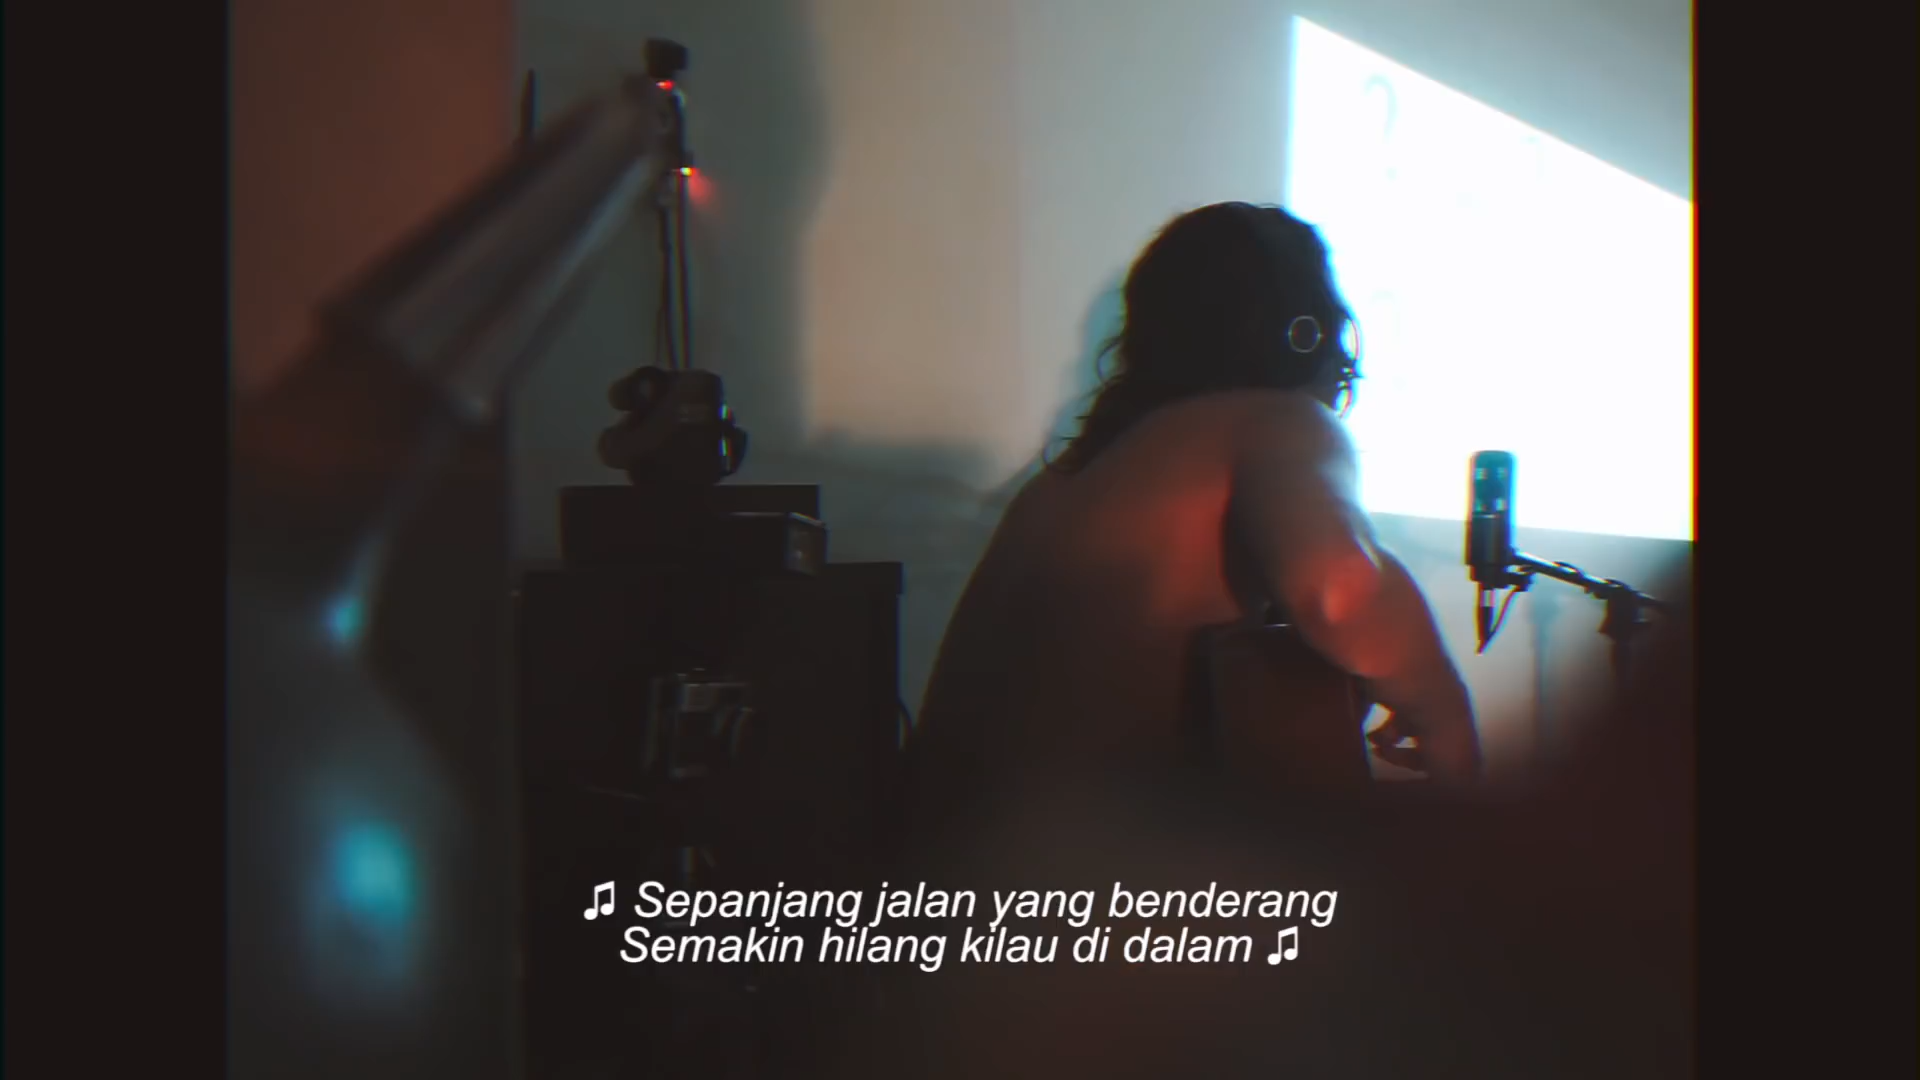 ♫ Sepanjang jalan yang benderang
Semakin hilang kilau di dalam ♫